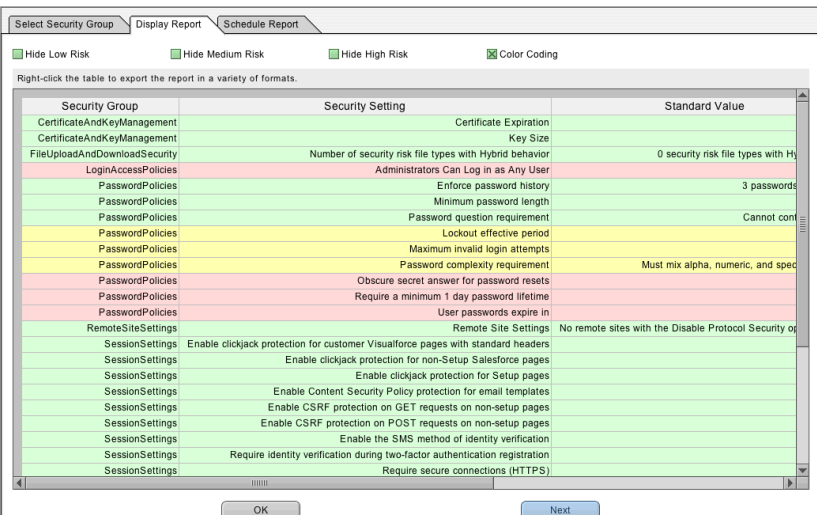 Select Security Group Display Report Schedule Report
Hide Low Risk Hide Medium Risk Hide High Risk Color Coding
Right-click the table to export the report in a variety of formats.
Security Group Security Setting Standard Value
CertificateAndKeyManagement Certificate Expiration
CertificateAndKeyManagement Key Size
FileUploadAndDownloadSecurity Number of security risk file types with Hybrid behavior 0 security risk file types with Hy
LoginAccessPolicies Administrators Can Log in as Any User
PasswordPolicies Enforce password history 3 passwords
PasswordPolicies Minimum password length
PasswordPolicies Password question requirement Cannot cont
PasswordPolicies Lockout effective period
PasswordPolicies Maximum invalid login attempts
PasswordPolicies Password complexity requirement Must mix alpha, numeric, and spec
PasswordPolicies Obscure secret answer for password resets
PasswordPolicies Require a minimum 1 day password lifetime
PasswordPolicies User passwords expire in
RemoteSiteSettings Remote Site Settings No remote sites with the Disable Protocol Security op
SessionSettings Enable clickjack protection for customer Visualforce pages with standard headers
SessionSettings Enable clickjack protection for non-Setup Salesforce pages
SessionSettings Enable clickjack protection for Setup pages
SessionSettings Enable Content Security Policy protection for email templates
SessionSettings Enable CSRF protection on GET requests on non-setup pages
SessionSettings Enable CSRF protection on POST requests on non-setup pages
SessionSettings Enable the SMS method of identity verification
SessionSettings Require identity verification during two-factor authentication registration
SessionSettings Require secure connections (HTTPS)
OK Next